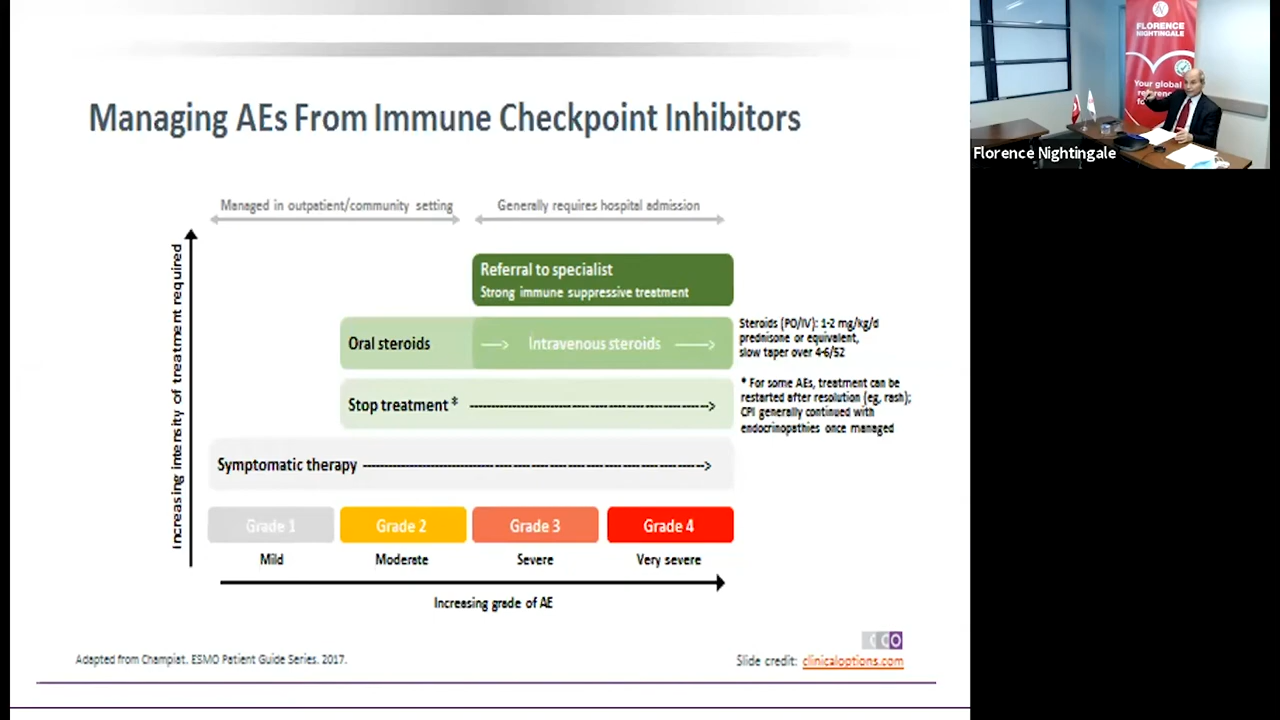 Managing AEs From Immune Checkpoint Inhibitors
Managed in outpatient/community setting
Generally requires hospital admission
Increasing intensity of treatment required
Referral to specialist
Strong immune suppressive treatment
Oral steroids
Intravenous steroids
Steroids (PO/IV): 1-2 mg/kg/d
prednisone or equivalent,
slow taper over 4-6/52
Stop treatment*
* For some AEs, treatment can be
restarted after resolution (eg, rash);
CPI generally continued with
endocrinopathies once managed
Symptomatic therapy
Grade 1
Grade 2
Grade 3
Grade 4
Mild
Moderate
Severe
Very severe
Increasing grade of AE
Adapted from Champiat. ESMO Patient Guide Series. 2017.
CCO
Slide credit: clinicaloptions.com
FLORENCE
NIGHTINGALE
Your global
Florence Nightingale